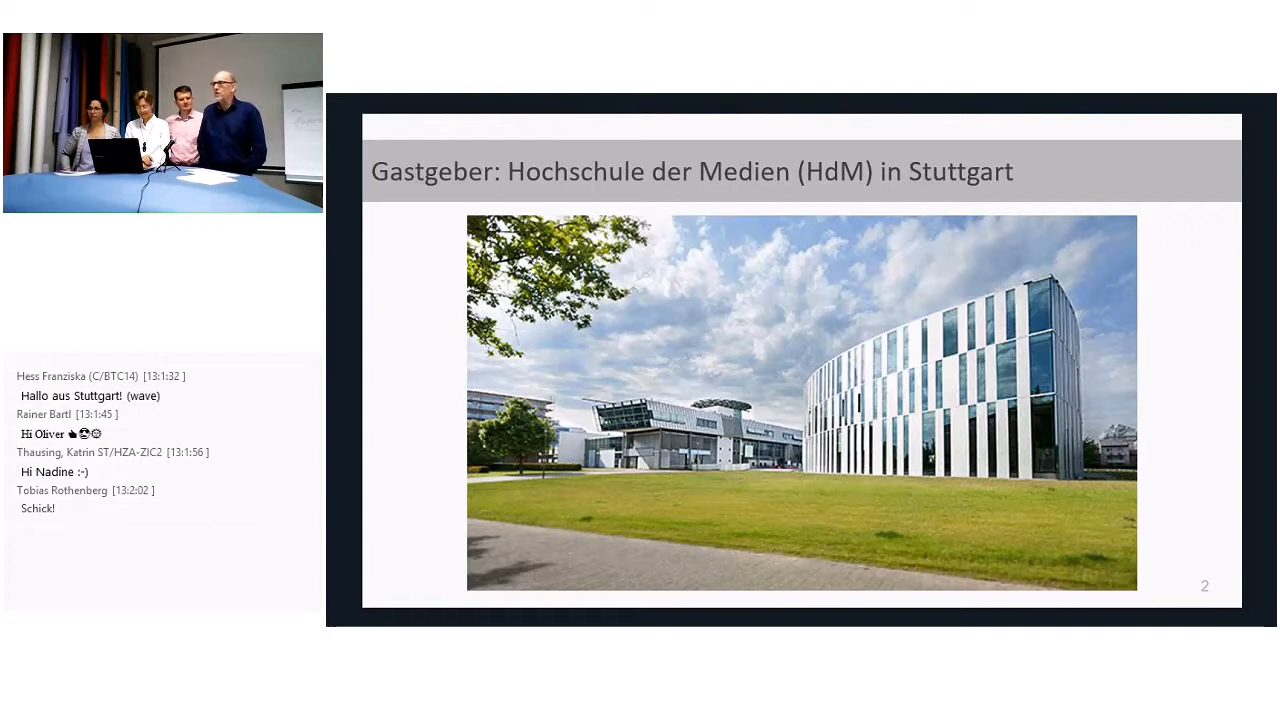 Gastgeber: Hochschule der Medien (HdM) in Stuttgart
2
Hess Franziska (C/BTC14) [13:1:32 ]
Hallo aus Stuttgart! (wave)
Rainer Bartl [13:1:45 ]
Hi Oliver
Thausing, Katrin ST/HZA-ZIC2 [13:1:56 ]
Hi Nadine :-)
Tobias Rothenberg [13:2:02 ]
Schick!